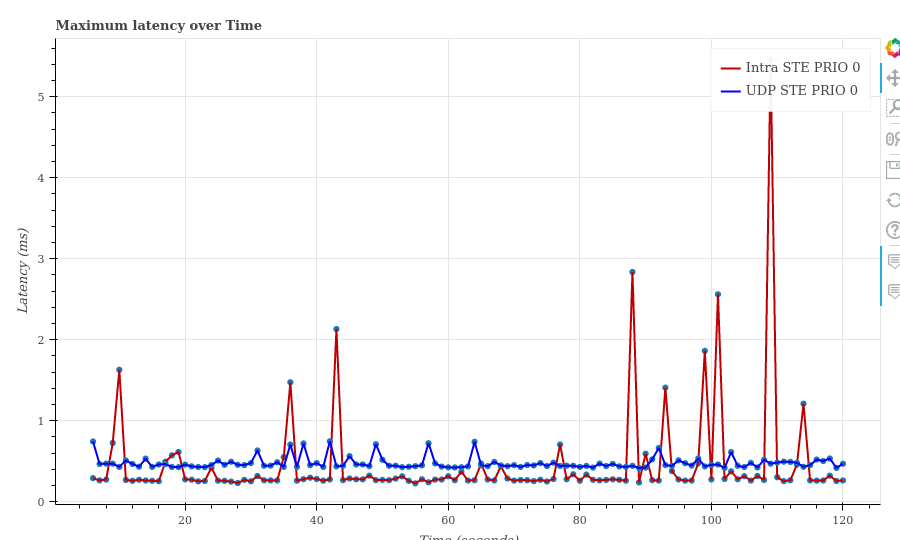 Maximum latency over Time
Intra STE PRIO 0
UDP STE PRIO 0
Latency (ms)
5
4
3
2
1
0
20
40
60
80
100
120
Time (seconds)